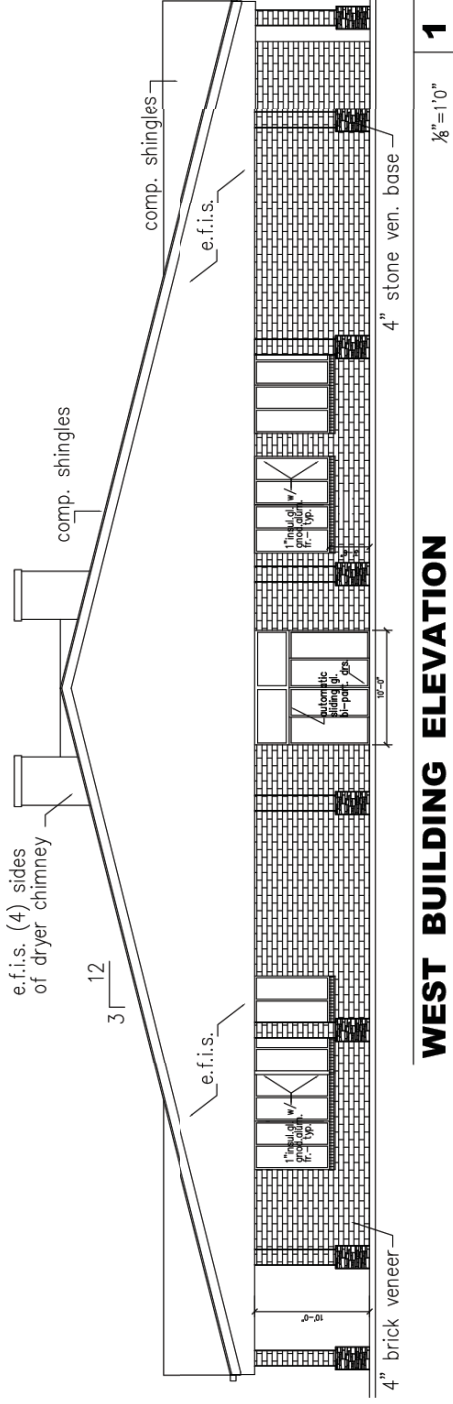 e.f.i.s. (4) sides
of dryer chimney
comp. shingles
comp. shingles
12
3
e.f.i.s.
e.f.i.s.
10'-0"
1"insul.gl. w/
anod.alum.
fr.– typ.
automatic
sliding gl.
bi-part. drs.
10'-0"
1"insul.gl. w/
anod.alum.
fr.– typ.
4" brick veneer
4" stone ven. base
WEST BUILDING ELEVATION
1
⅛"=1'0"